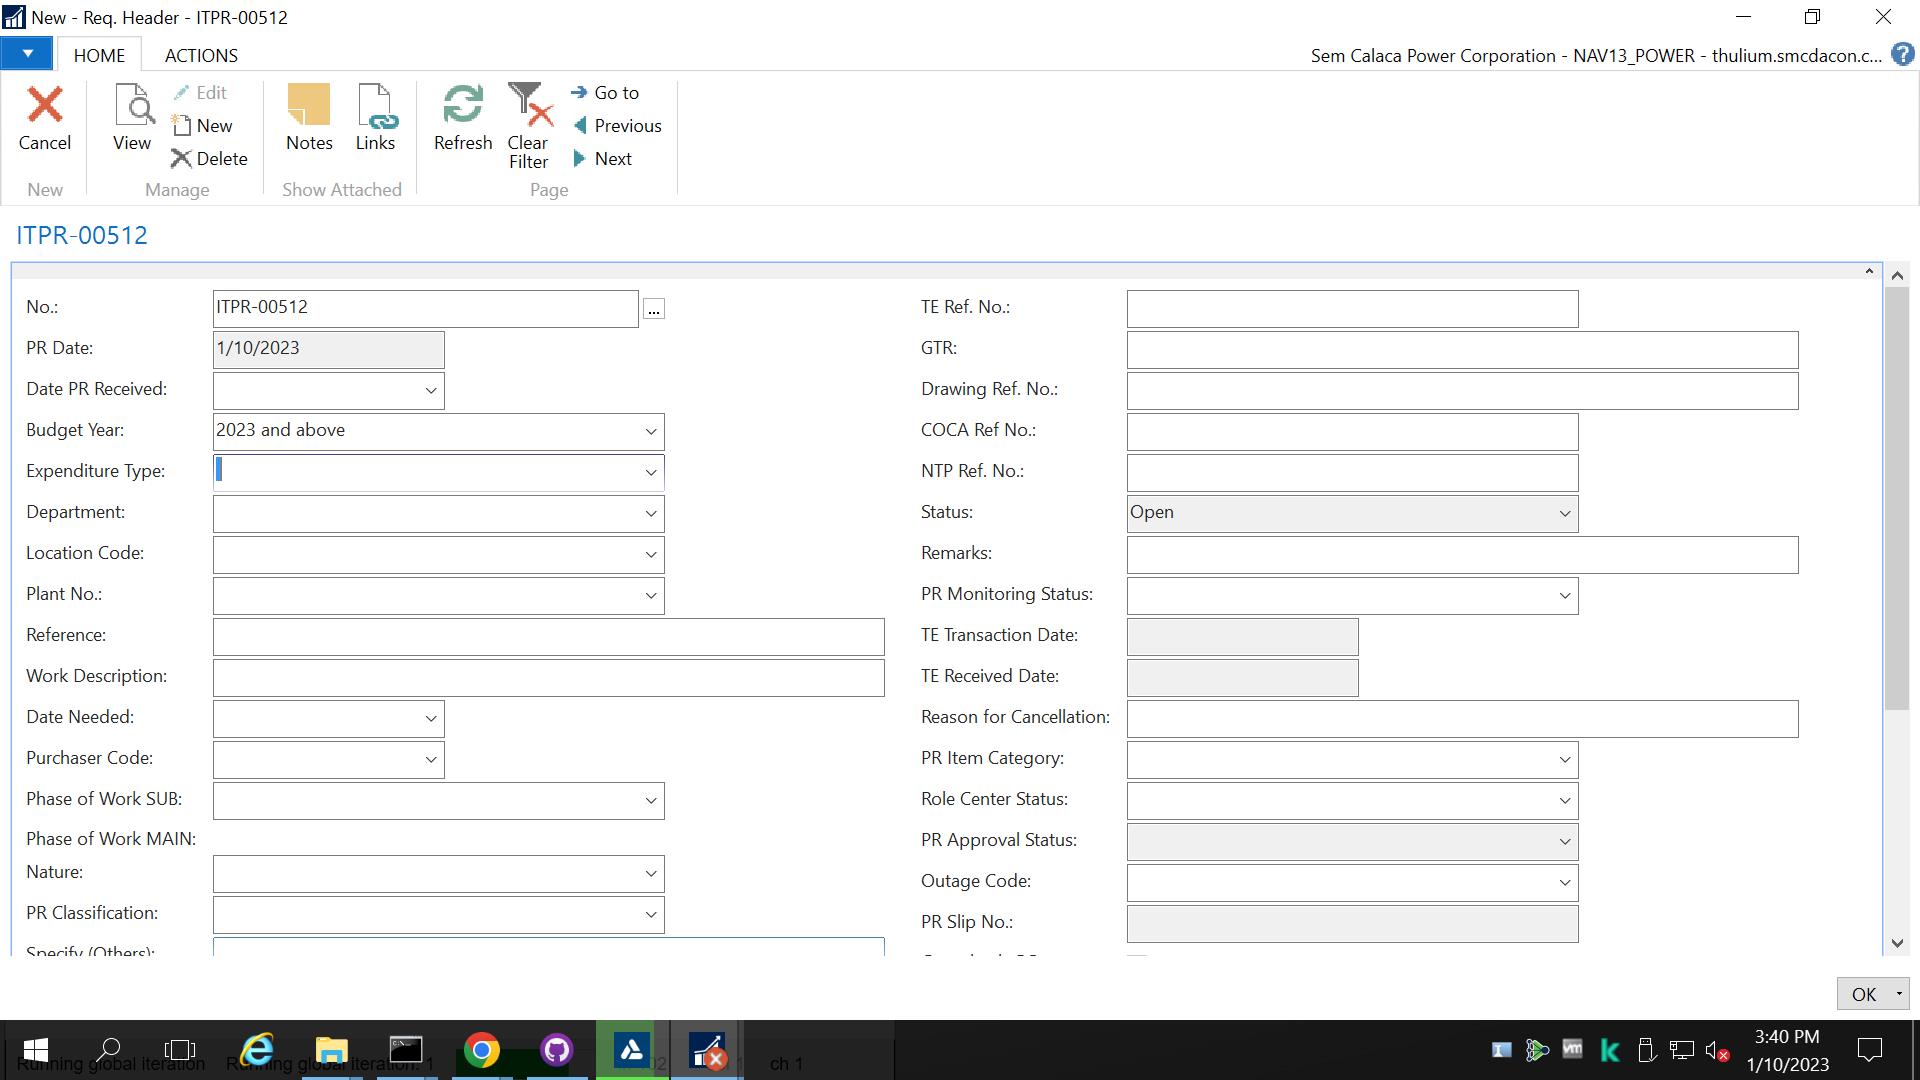 New - Req. Header - ITPR-00512
HOME
ACTIONS
Sem Calaca Power Corporation - NAV13_POWER - thulium.smcdacon.c...
Cancel
New
View
Edit
New
Delete
Manage
Notes
Links
Show Attached
Refresh
Clear
Filter
Go to
Previous
Next
Page
ITPR-00512
No.: ITPR-00512 ...
PR Date: 1/10/2023
Date PR Received:
Budget Year: 2023 and above
Expenditure Type:
Department:
Location Code:
Plant No.:
Reference:
Work Description:
Date Needed:
Purchaser Code:
Phase of Work SUB:
Phase of Work MAIN:
Nature:
PR Classification:
Specify (Others):
TE Ref. No.:
GTR:
Drawing Ref. No.:
COCA Ref No.:
NTP Ref. No.:
Status: Open
Remarks:
PR Monitoring Status:
TE Transaction Date:
TE Received Date:
Reason for Cancellation:
PR Item Category:
Role Center Status:
PR Approval Status:
Outage Code:
PR Slip No.:
OK
Running global iteration
Running global iteration: 1
ch 1
3:40 PM
1/10/2023